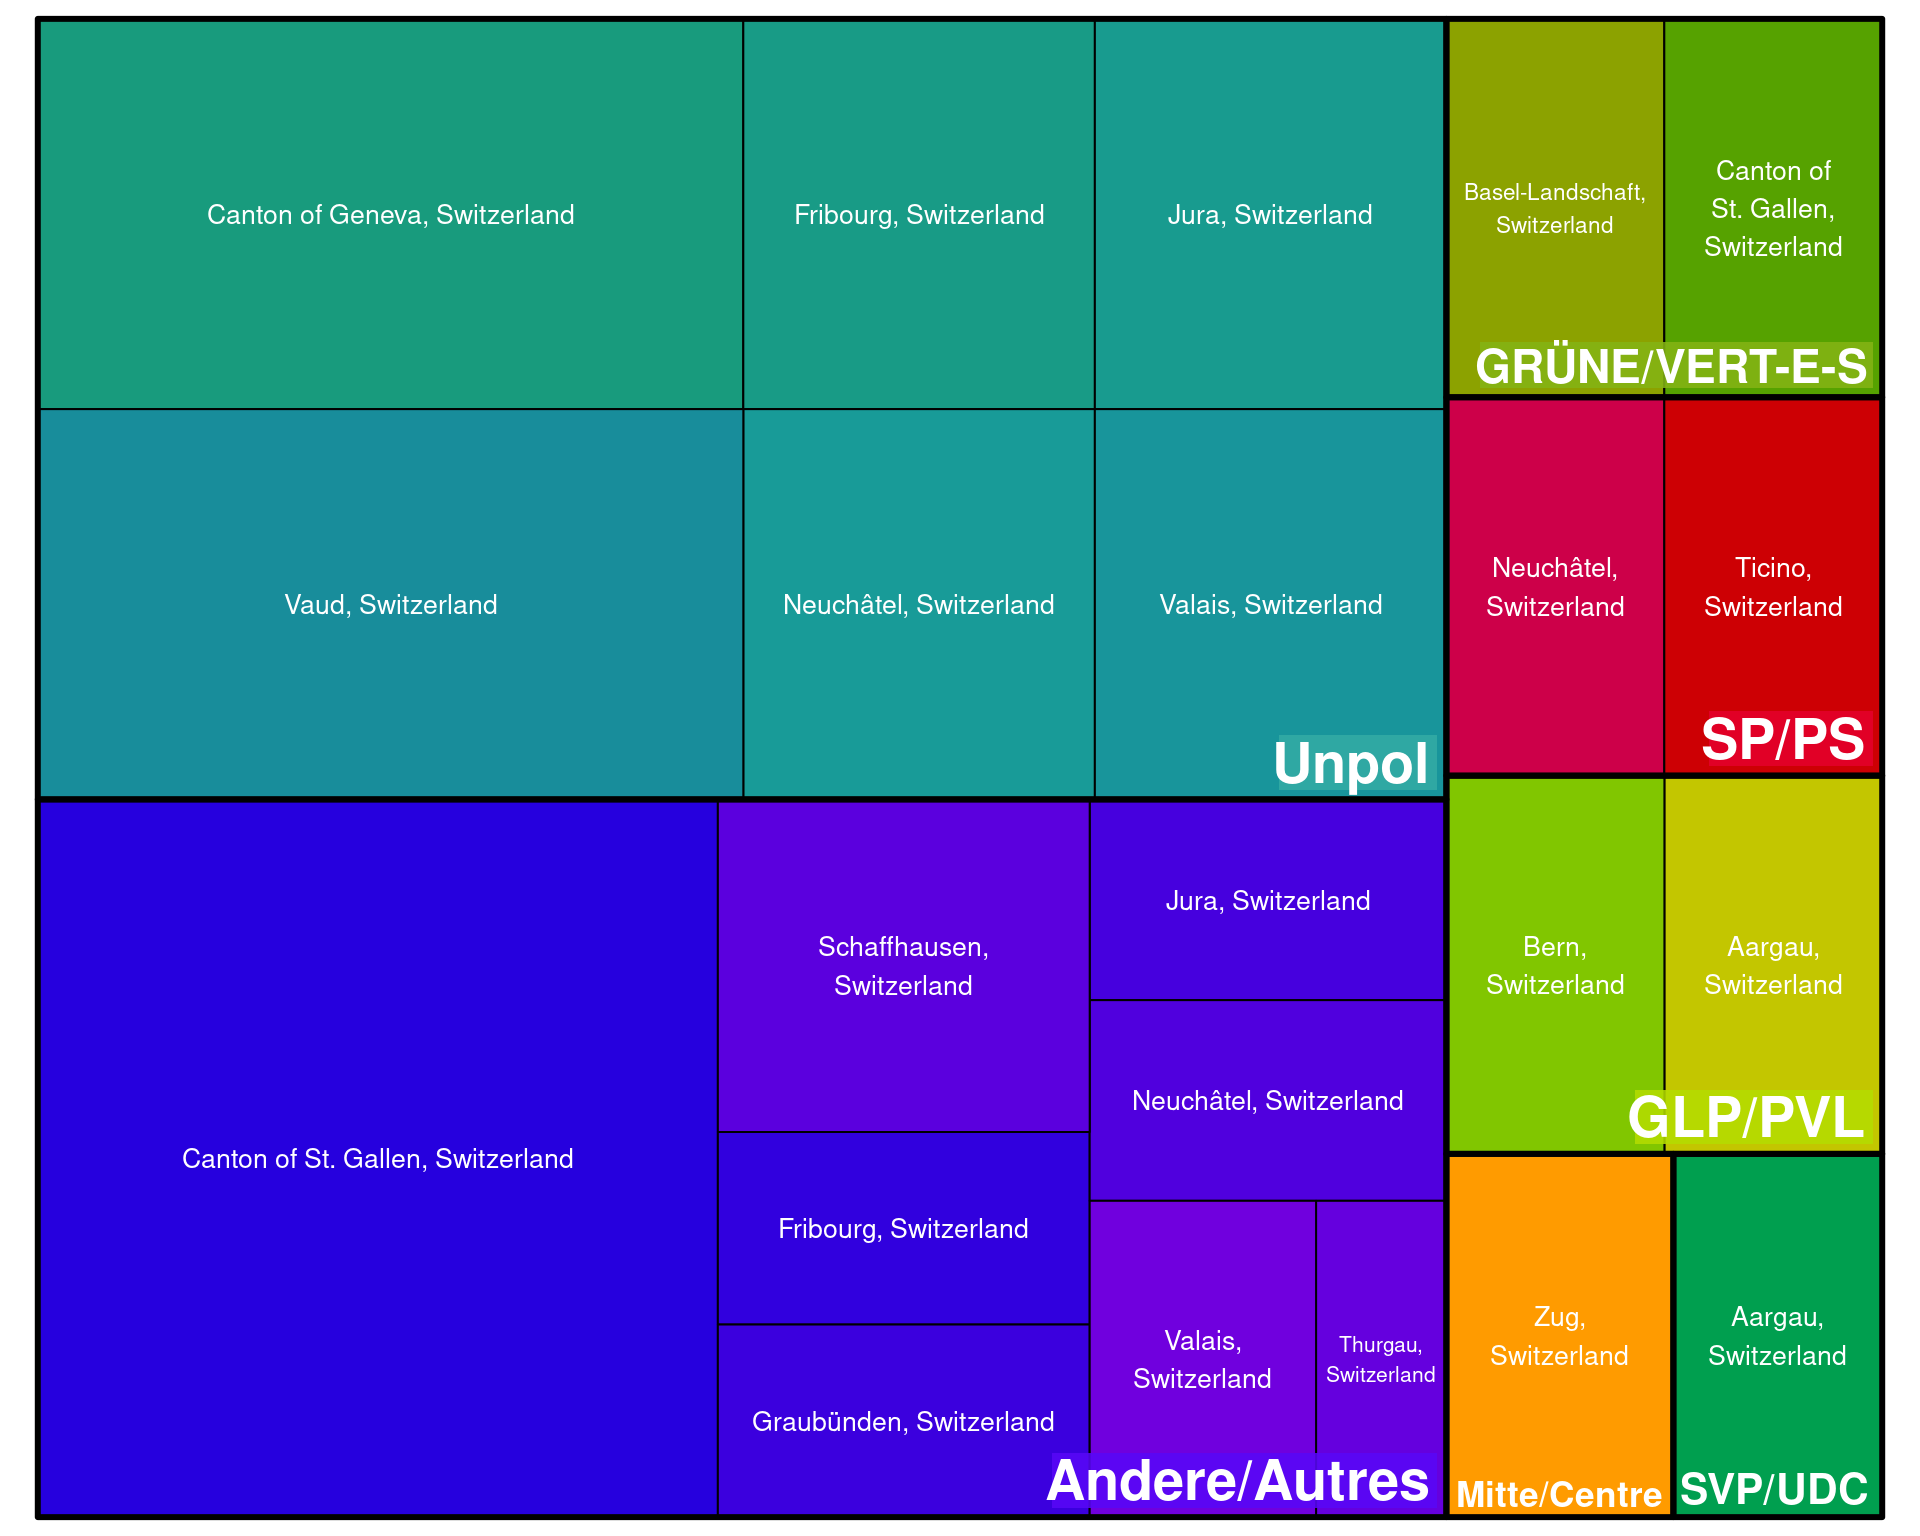 Canton of Geneva, Switzerland
Fribourg, Switzerland
Jura, Switzerland
Vaud, Switzerland
Neuchâtel, Switzerland
Valais, Switzerland
Unpol
Basel-Landschaft,
Switzerland
Canton of
St. Gallen,
Switzerland
GRÜNE/VERT-E-S
Neuchâtel,
Switzerland
Ticino,
Switzerland
SP/PS
Canton of St. Gallen, Switzerland
Schaffhausen,
Switzerland
Fribourg, Switzerland
Graubünden, Switzerland
Jura, Switzerland
Neuchâtel, Switzerland
Valais,
Switzerland
Thurgau,
Switzerland
Andere/Autres
Bern,
Switzerland
Aargau,
Switzerland
GLP/PVL
Zug,
Switzerland
Mitte/Centre
Aargau,
Switzerland
SVP/UDC